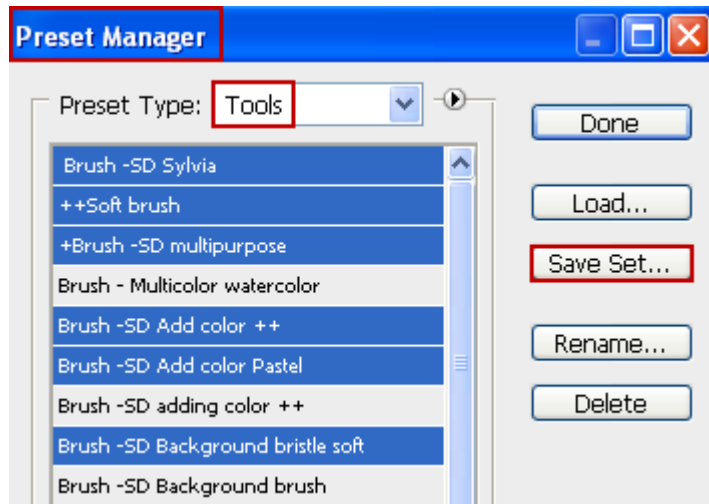 Preset Manager
Preset Type: Tools
Done
Brush -SD Sylvia
++Soft brush
+Brush -SD multipurpose
Brush - Multicolor watercolor
Brush -SD Add color ++
Brush -SD Add color Pastel
Brush -SD adding color ++
Brush -SD Background bristle soft
Brush -SD Background brush
Load...
Save Set...
Rename...
Delete